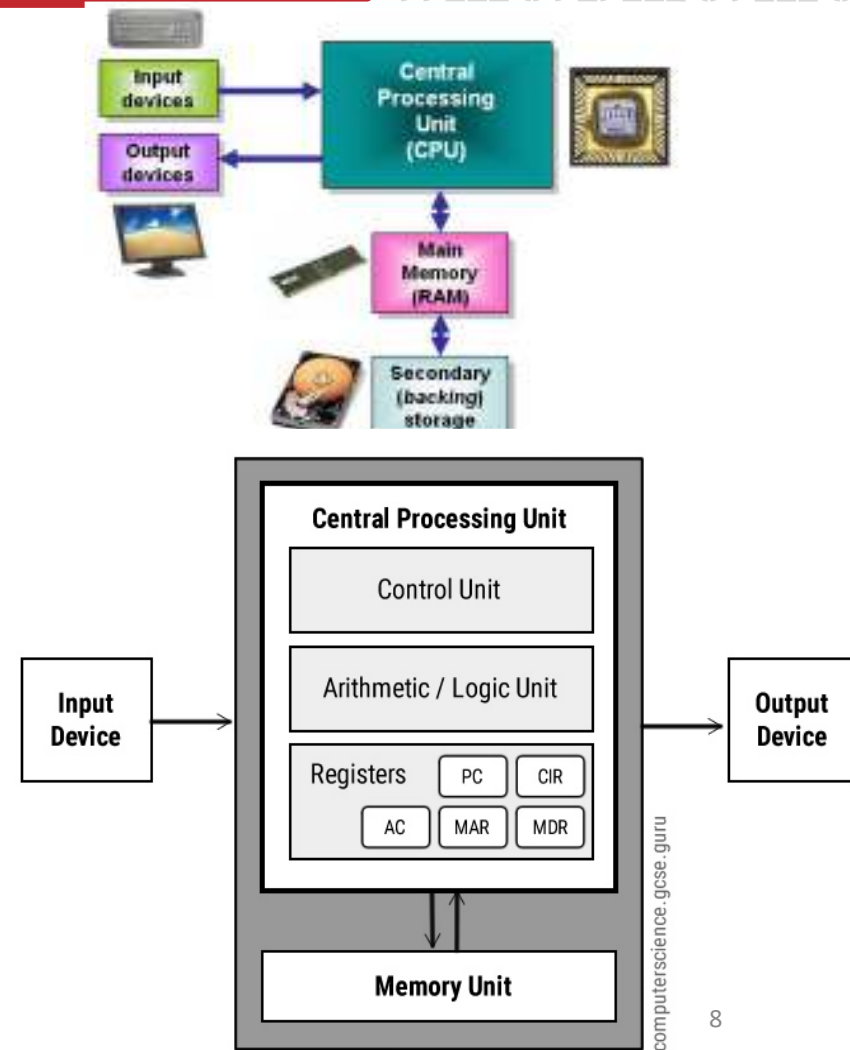 Input
devices
Central
Processing
Unit
(CPU)
Output
devices
Main
Memory
(RAM)
Secondary
(backing)
storage
Central Processing Unit
Control Unit
Arithmetic / Logic Unit
Registers
PC
CIR
AC
MAR
MDR
Input
Device
Output
Device
Memory Unit
computerscience.gcse.guru
8